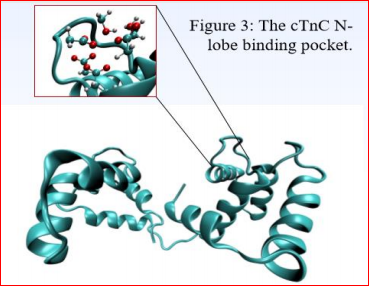 Figure 3: The cTnC N-
lobe binding pocket.